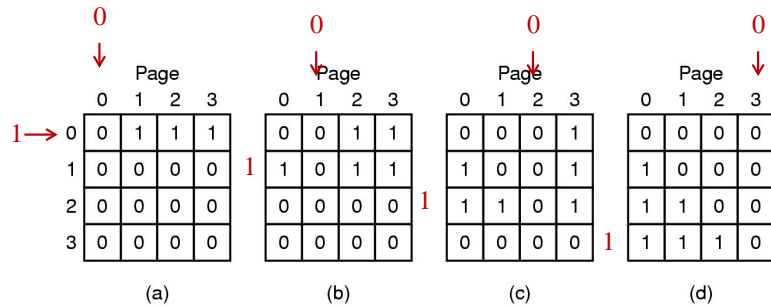 0 0 0 0
Page Page Page Page
0 1 2 3 0 1 2 3 0 1 2 3 0 1 2 3
1 0 0 1 1 1 0 0 1 1 0 0 0 1 0 0 0 0
1 0 0 0 0 1 1 0 1 1 1 0 0 1 1 0 0 0
2 0 0 0 0 0 0 0 0 1 1 1 0 1 1 1 0 0
3 0 0 0 0 0 0 0 0 0 0 0 0 1 1 1 1 0
(a) (b) (c) (d)